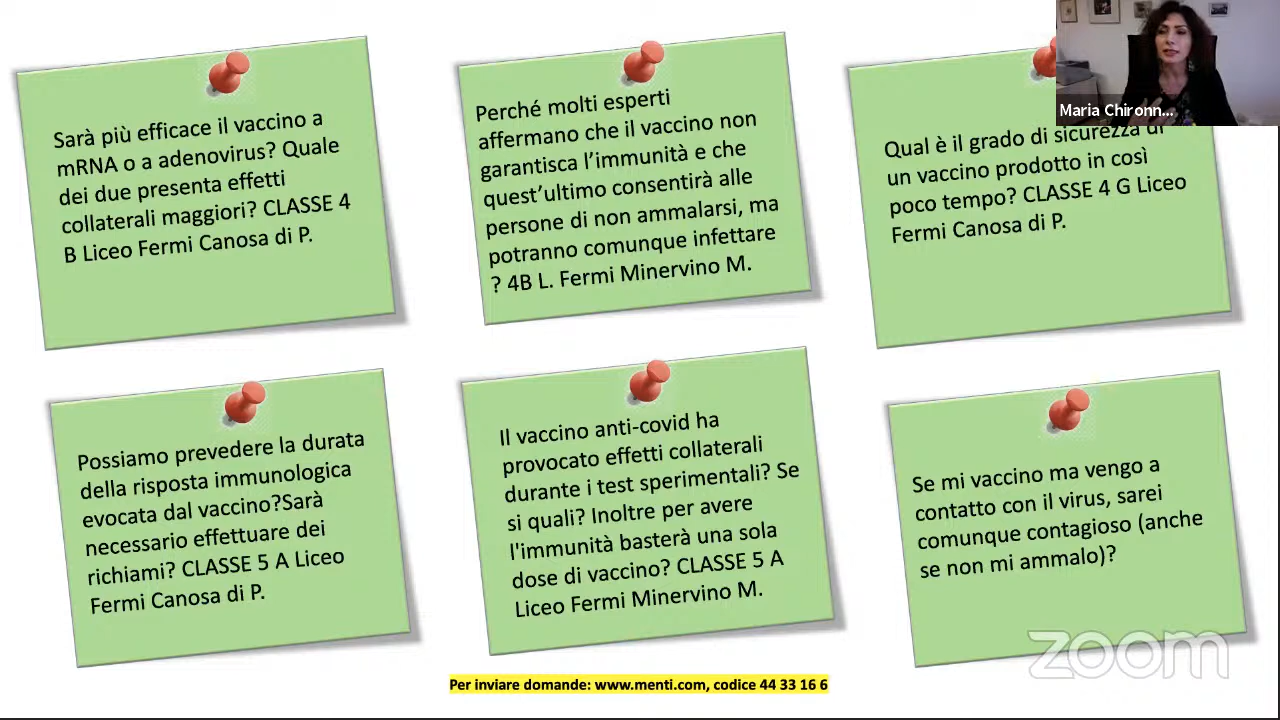 Sarà più efficace il vaccino a
mRNA o a adenovirus? Quale
dei due presenta effetti
collaterali maggiori? CLASSE 4
B Liceo Fermi Canosa di P.
Perché molti esperti
affermano che il vaccino non
garantisca l’immunità e che
quest’ultimo consentirà alle
persone di non ammalarsi, ma
potranno comunque infettare
? 4B L. Fermi Minervino M.
Maria Chironn...
Qual è il grado di sicurezza di
un vaccino prodotto in così
poco tempo? CLASSE 4 G Liceo
Fermi Canosa di P.
Possiamo prevedere la durata
della risposta immunologica
evocata dal vaccino?Sarà
necessario effettuare dei
richiami? CLASSE 5 A Liceo
Fermi Canosa di P.
Il vaccino anti-covid ha
provocato effetti collaterali
durante i test sperimentali? Se
si quali? Inoltre per avere
l'immunità basterà una sola
dose di vaccino? CLASSE 5 A
Liceo Fermi Minervino M.
Se mi vaccino ma vengo a
contatto con il virus, sarei
comunque contagioso (anche
se non mi ammalo)?
zoom
Per inviare domande: www.menti.com, codice 44 33 16 6